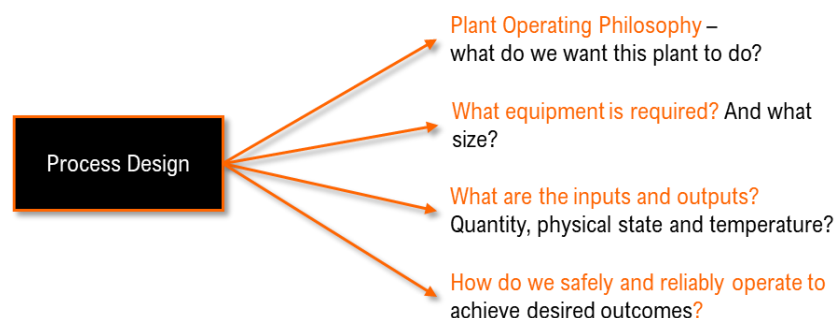 Plant Operating Philosophy –
what do we want this plant to do?
What equipment is required? And what
size?
Process Design
What are the inputs and outputs?
Quantity, physical state and temperature?
How do we safely and reliably operate to
achieve desired outcomes?